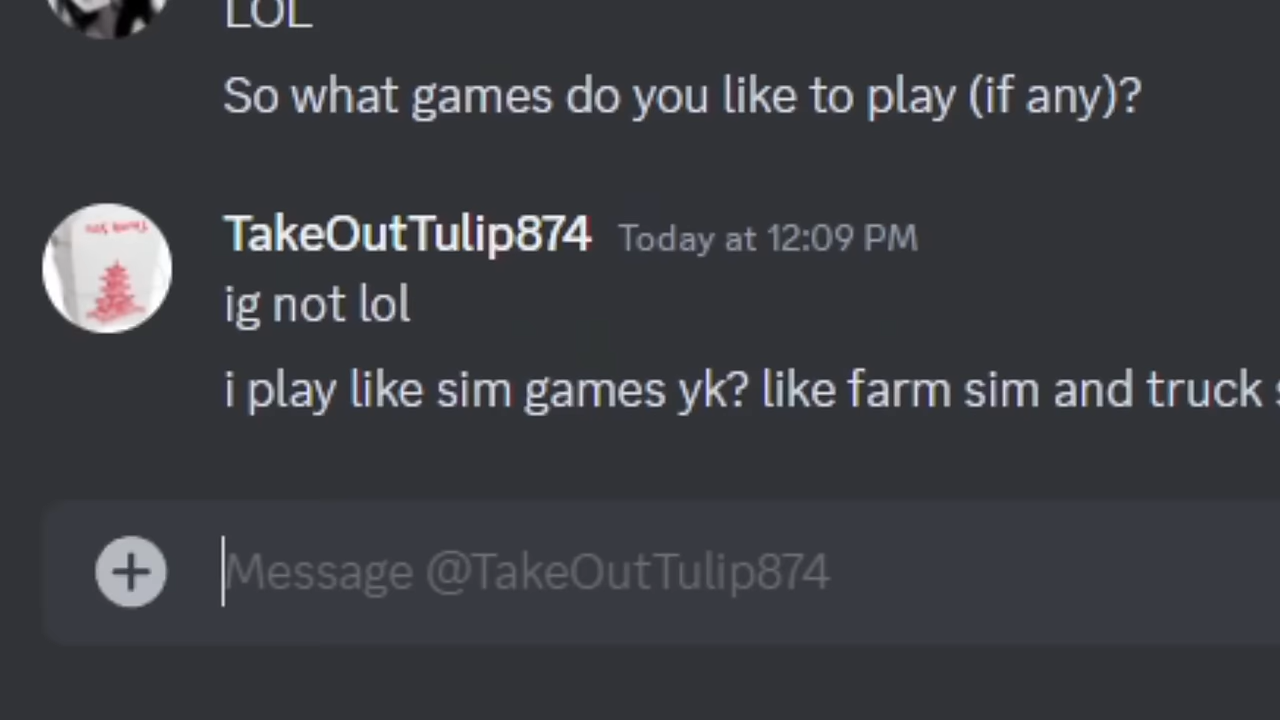 LOL
So what games do you like to play (if any)?
TakeOutTulip874 Today at 12:09 PM
ig not lol
i play like sim games yk? like farm sim and truck
Message @TakeOutTulip874